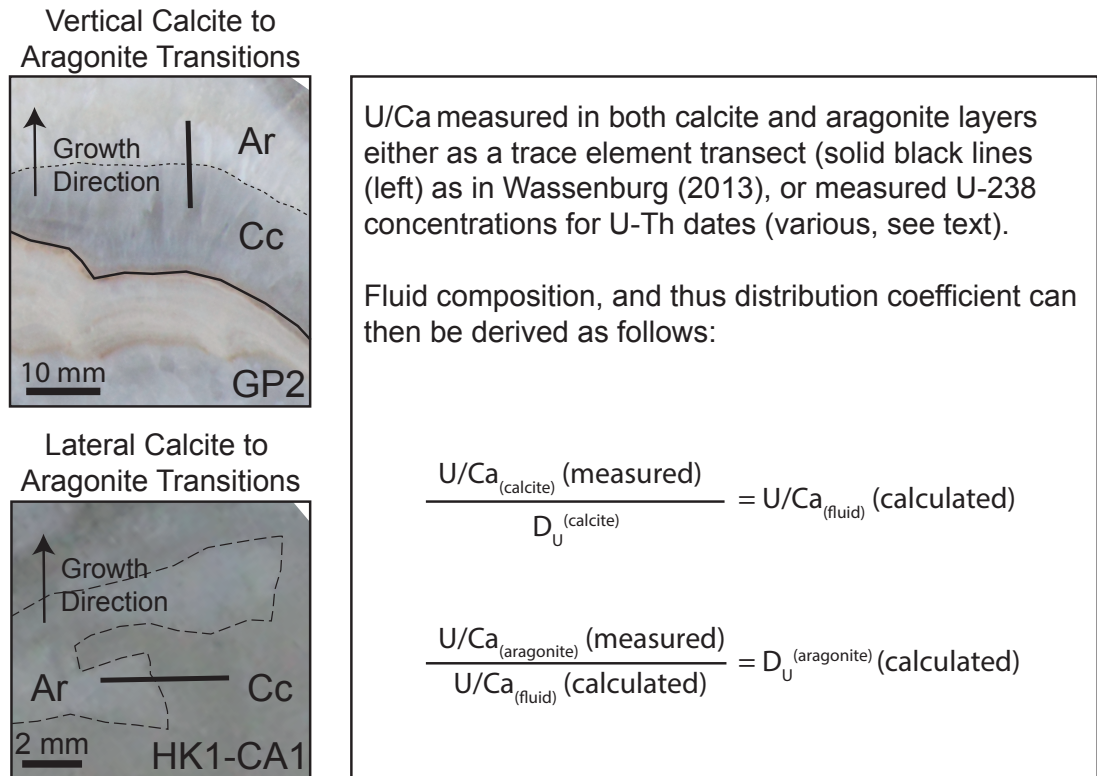 Vertical Calcite to
Aragonite Transitions
Growth
Direction
Ar
Cc
10 mm
GP2
Lateral Calcite to
Aragonite Transitions
Growth
Direction
Ar
Cc
2 mm
HK1-CA1
U/Ca measured in both calcite and aragonite layers
either as a trace element transect (solid black lines
(left) as in Wassenburg (2013), or measured U-238
concentrations for U-Th dates (various, see text).
Fluid composition, and thus distribution coefficient can
then be derived as follows:
U/Ca(calcite) (measured)
DU(calcite)
= U/Ca(fluid) (calculated)
U/Ca(aragonite) (measured)
U/Ca(fluid) (calculated)
= DU(aragonite) (calculated)